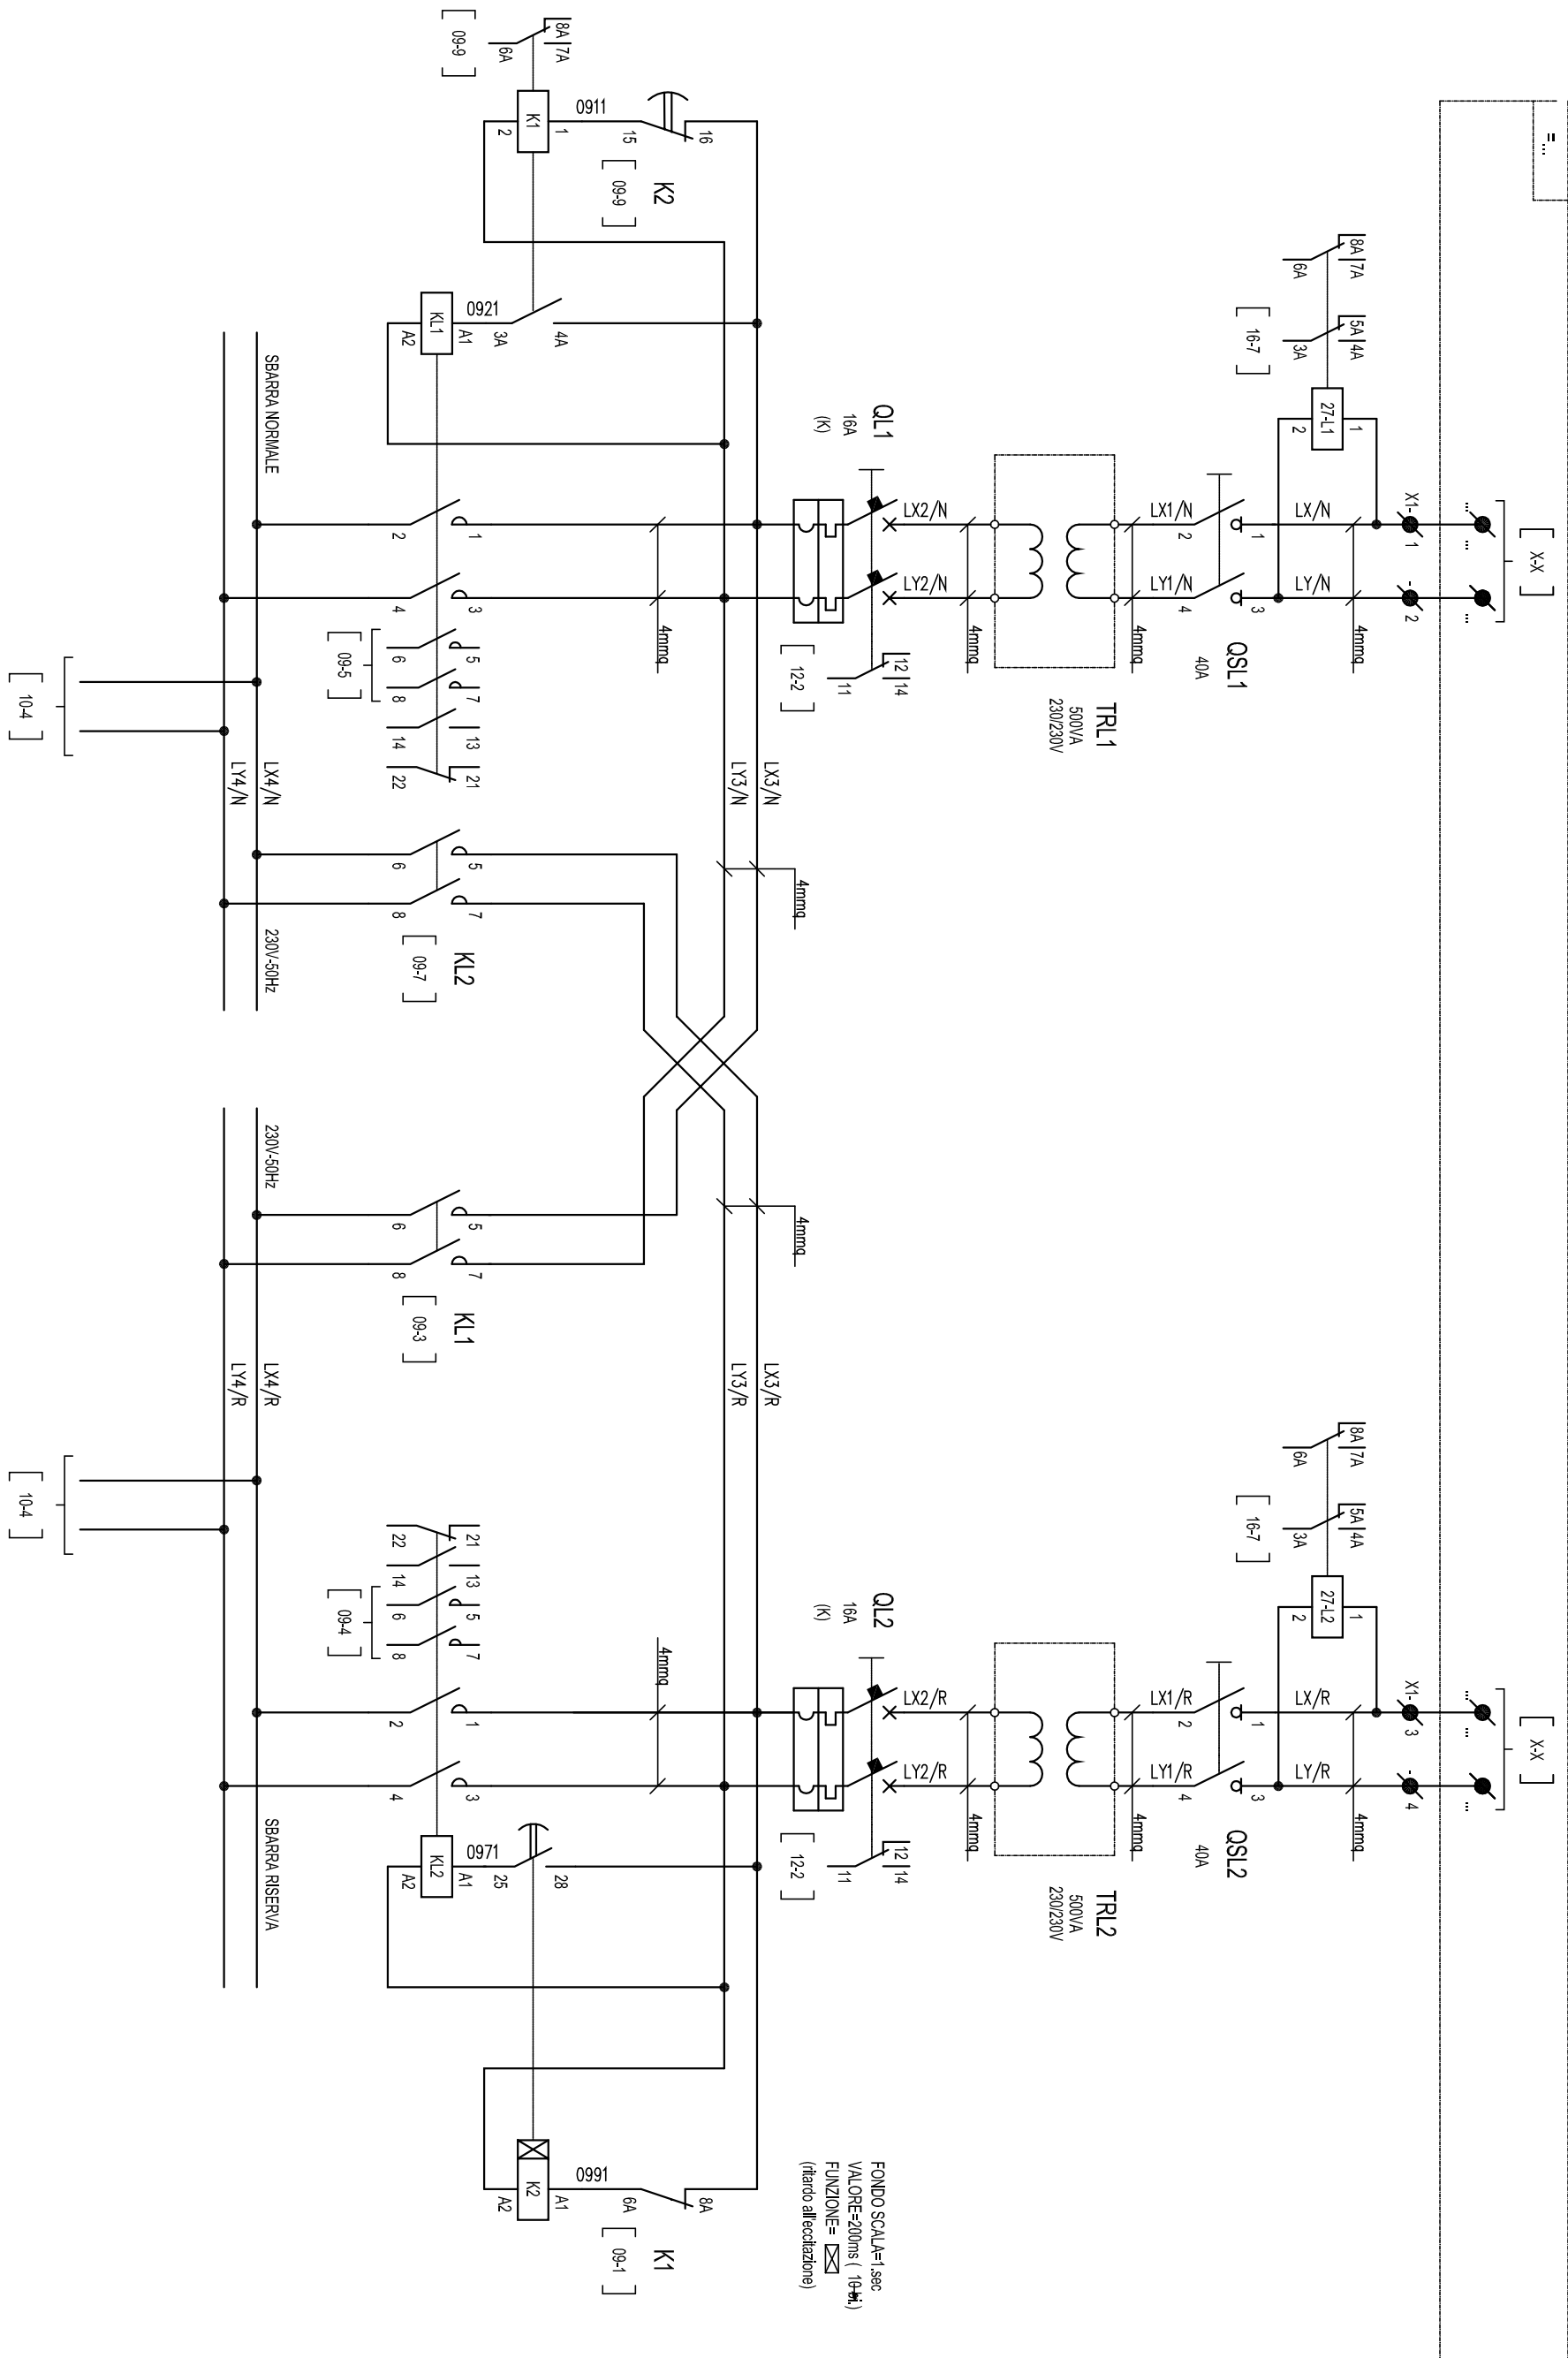 =...
[ X-X ]
...
...
X1-
1
-
2
LX/N
LY/N
4mmq
27-L1
1
2
8A
7A
6A
5A
4A
3A
[ 16-7 ]
QSL1
40A
1
2
3
4
LX1/N
LY1/N
4mmq
TRL1
500VA
230/230V
4mmq
LX2/N
LY2/N
QL1
16A
(K)
12
14
11
[ 12-2 ]
8A
7A
6A
[ 09-9 ]
K1
1
2
0911
15
16
K2
[ 09-9 ]
KL1
A1
A2
0921
3A
4A
4mmq
1
2
3
4
5
6
7
8
[ 09-5 ]
13
14
21
22
LX3/N
LY3/N
4mmq
SBARRA NORMALE
LX4/N
LY4/N
[ 10-4 ]
5
6
7
8
KL2
[ 09-7 ]
230V-50Hz
230V-50Hz
5
6
7
8
KL1
[ 09-3 ]
4mmq
LX3/R
LY3/R
LX4/R
LY4/R
[ 10-4 ]
[ X-X ]
...
...
X1-
3
-
4
LX/R
LY/R
4mmq
27-L2
1
2
8A
7A
6A
5A
4A
3A
[ 16-7 ]
QSL2
40A
1
2
3
4
LX1/R
LY1/R
4mmq
TRL2
500VA
230/230V
4mmq
LX2/R
LY2/R
QL2
16A
(K)
12
14
11
[ 12-2 ]
21
22
13
14
5
6
7
8
[ 09-4 ]
4mmq
1
2
3
4
KL2
A1
A2
0971
25
28
SBARRA RISERVA
K2
A1
A2
0991
6A
8A
K1
[ 09-1 ]
FONDO SCALA=1.sec
VALORE=200ms (
)
FUNZIONE=
(ritardo all'eccitazione)